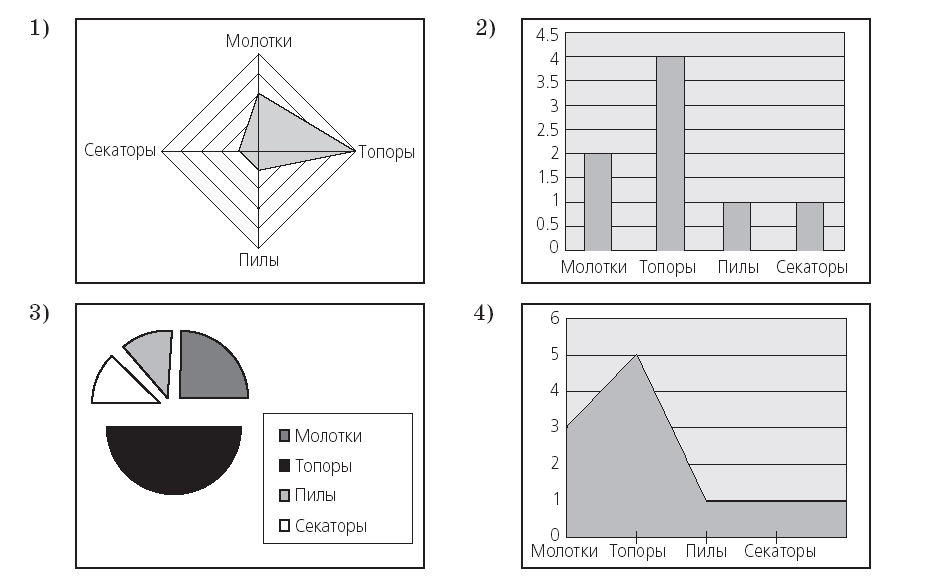 1)
Молотки
Секаторы
Топоры
Пилы
2)
4.5
4
3.5
3
2.5
2
1.5
1
0.5
0
Молотки Топоры Пилы Секаторы
3)
Молотки
Топоры
Пилы
Секаторы
4)
6
5
4
3
2
1
0
Молотки Топоры Пилы Секаторы